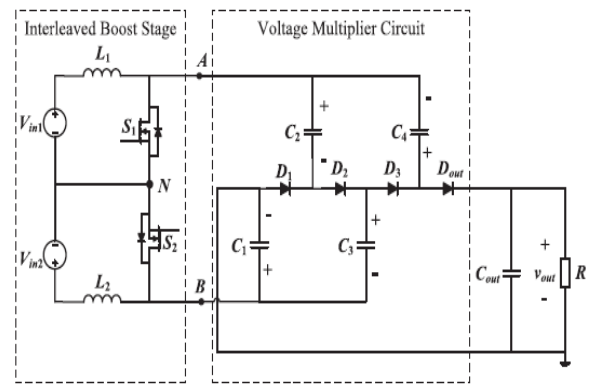 Interleaved Boost Stage
Voltage Multiplier Circuit
L1
A
Vin1
S1
+
-
C2
C4
-
+
D1
D2
D3
Dout
N
S2
-
+
C1
C3
+
-
Vin2
L2
B
Cout
+
vout
-
R